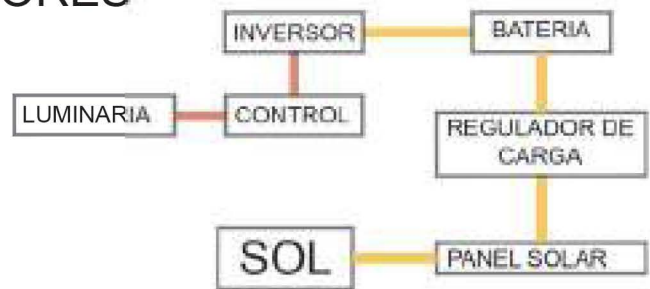 INVERSOR
BATERIA
LUMINARIA
CONTROL
REGULADOR DE
CARGA
SOL
PANEL SOLAR